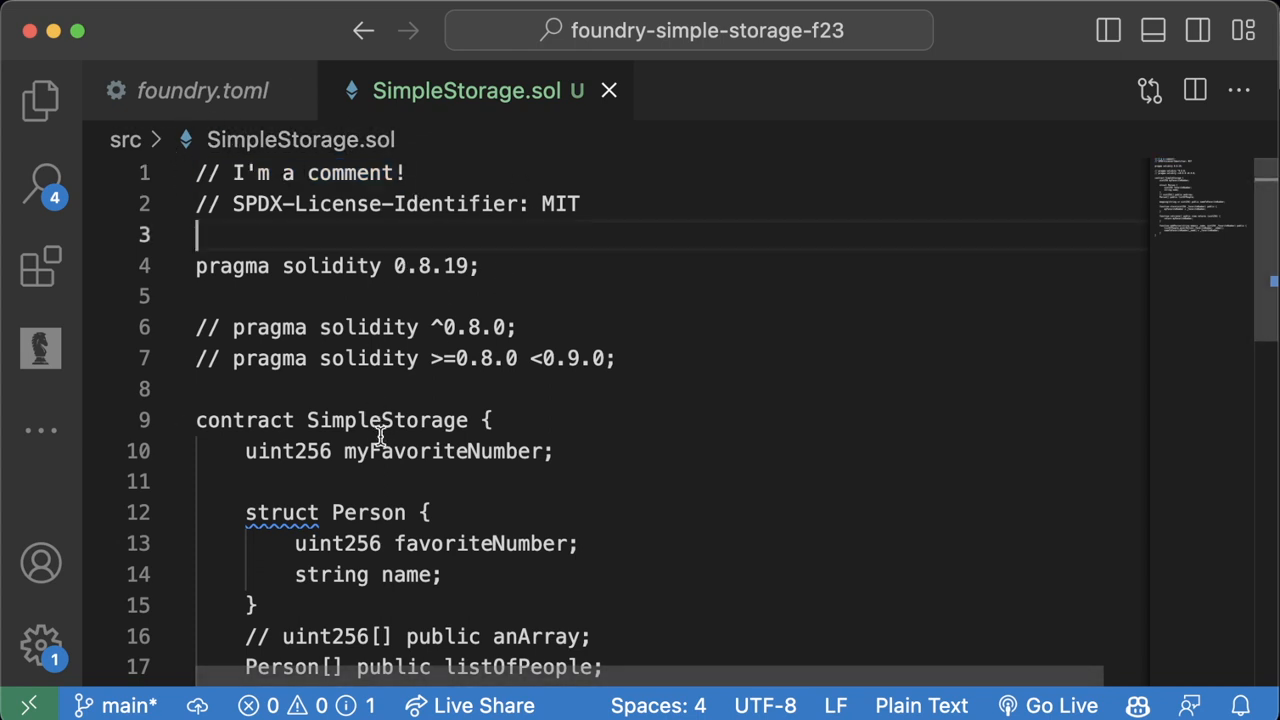 foundry-simple-storage-f23
foundry.toml
SimpleStorage.sol U
src > SimpleStorage.sol
1 // I'm a comment!
2 // SPDX-License-Identifier: MIT
3
4 pragma solidity 0.8.19;
5
6 // pragma solidity ^0.8.0;
7 // pragma solidity >=0.8.0 <0.9.0;
8
9 contract SimpleStorage {
10 uint256 myFavoriteNumber;
11
12 struct Person {
13 uint256 favoriteNumber;
14 string name;
15 }
16 // uint256[] public anArray;
17 Person[] public listOfPeople;
4
1
main* 0 0 1 Live Share Spaces: 4 UTF-8 LF Plain Text Go Live